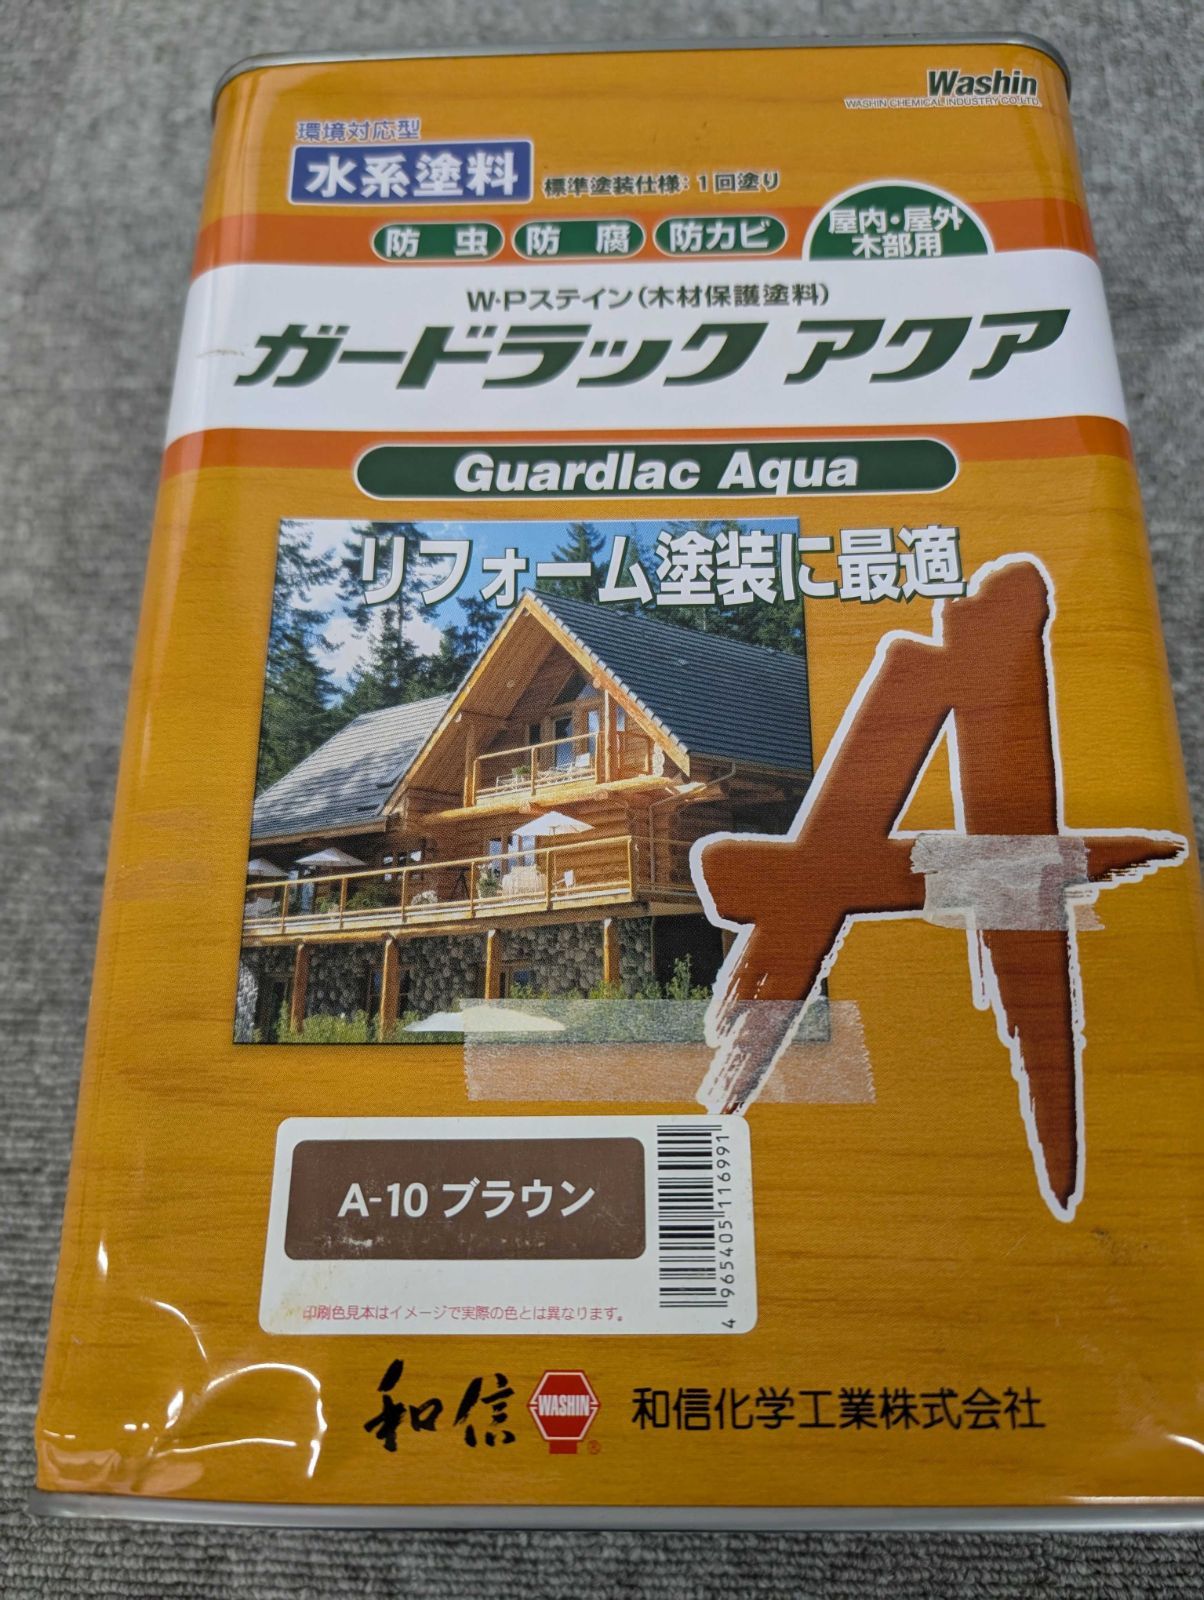 Washin
WASHIN CHEMICAL INDUSTRY CO.,LTD.
環境対応型
水系塗料
標準塗装仕様：1回塗り
防虫 防腐 防カビ
屋内・屋外
木部用
W・Pステイン（木材保護塗料）
ガードラック アクア
Guardlac Aqua
リフォーム塗装に最適
A
A-10 ブラウン
4 965405 116991
印刷色見本はイメージで実際の色とは異なります。
和信 WASHIN ® 和信化学工業株式会社